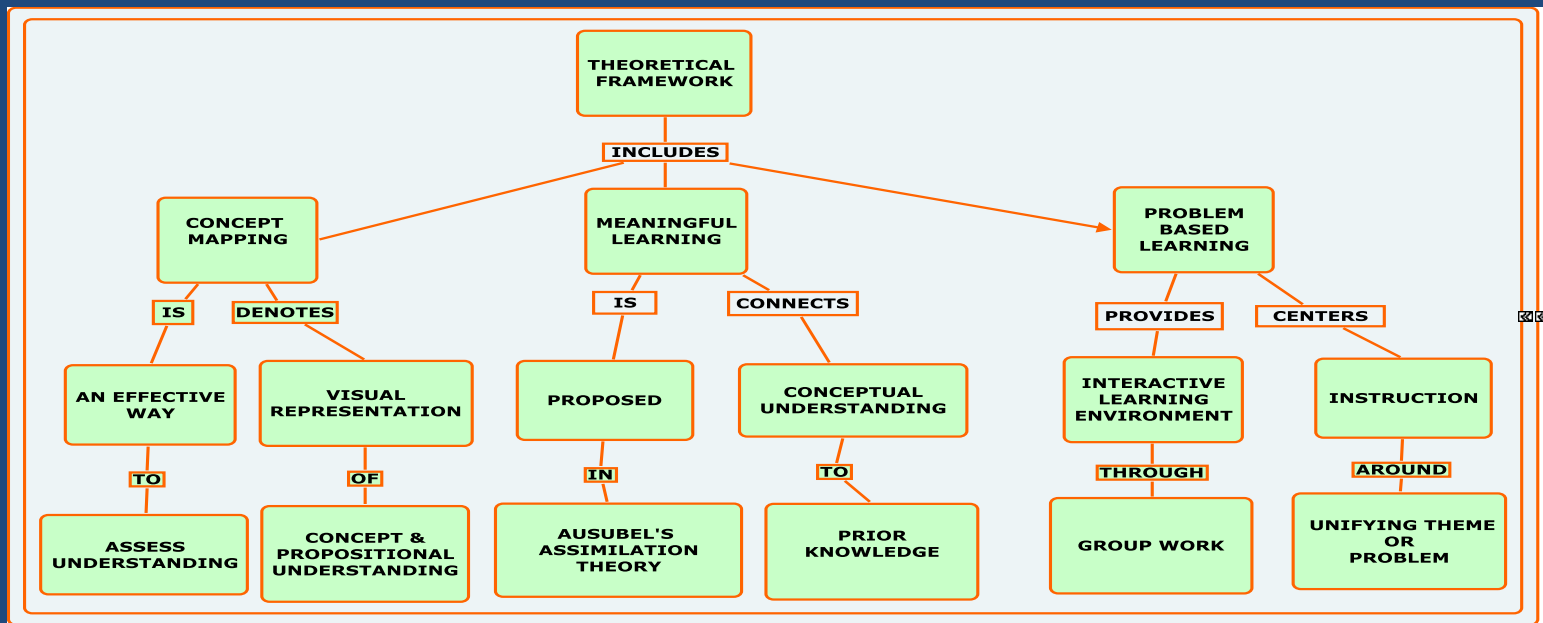 THEORETICAL
FRAMEWORK
INCLUDES
CONCEPT
MAPPING
MEANINGFUL
LEARNING
PROBLEM
BASED
LEARNING
IS
DENOTES
IS
CONNECTS
PROVIDES
CENTERS
AN EFFECTIVE
WAY
VISUAL
REPRESENTATION
PROPOSED
CONCEPTUAL
UNDERSTANDING
INTERACTIVE
LEARNING
ENVIRONMENT
INSTRUCTION
TO
OF
IN
TO
THROUGH
AROUND
ASSESS
UNDERSTANDING
CONCEPT &
PROPOSITIONAL
UNDERSTANDING
AUSUBEL'S
ASSIMILATION
THEORY
PRIOR
KNOWLEDGE
GROUP WORK
UNIFYING THEME
OR
PROBLEM